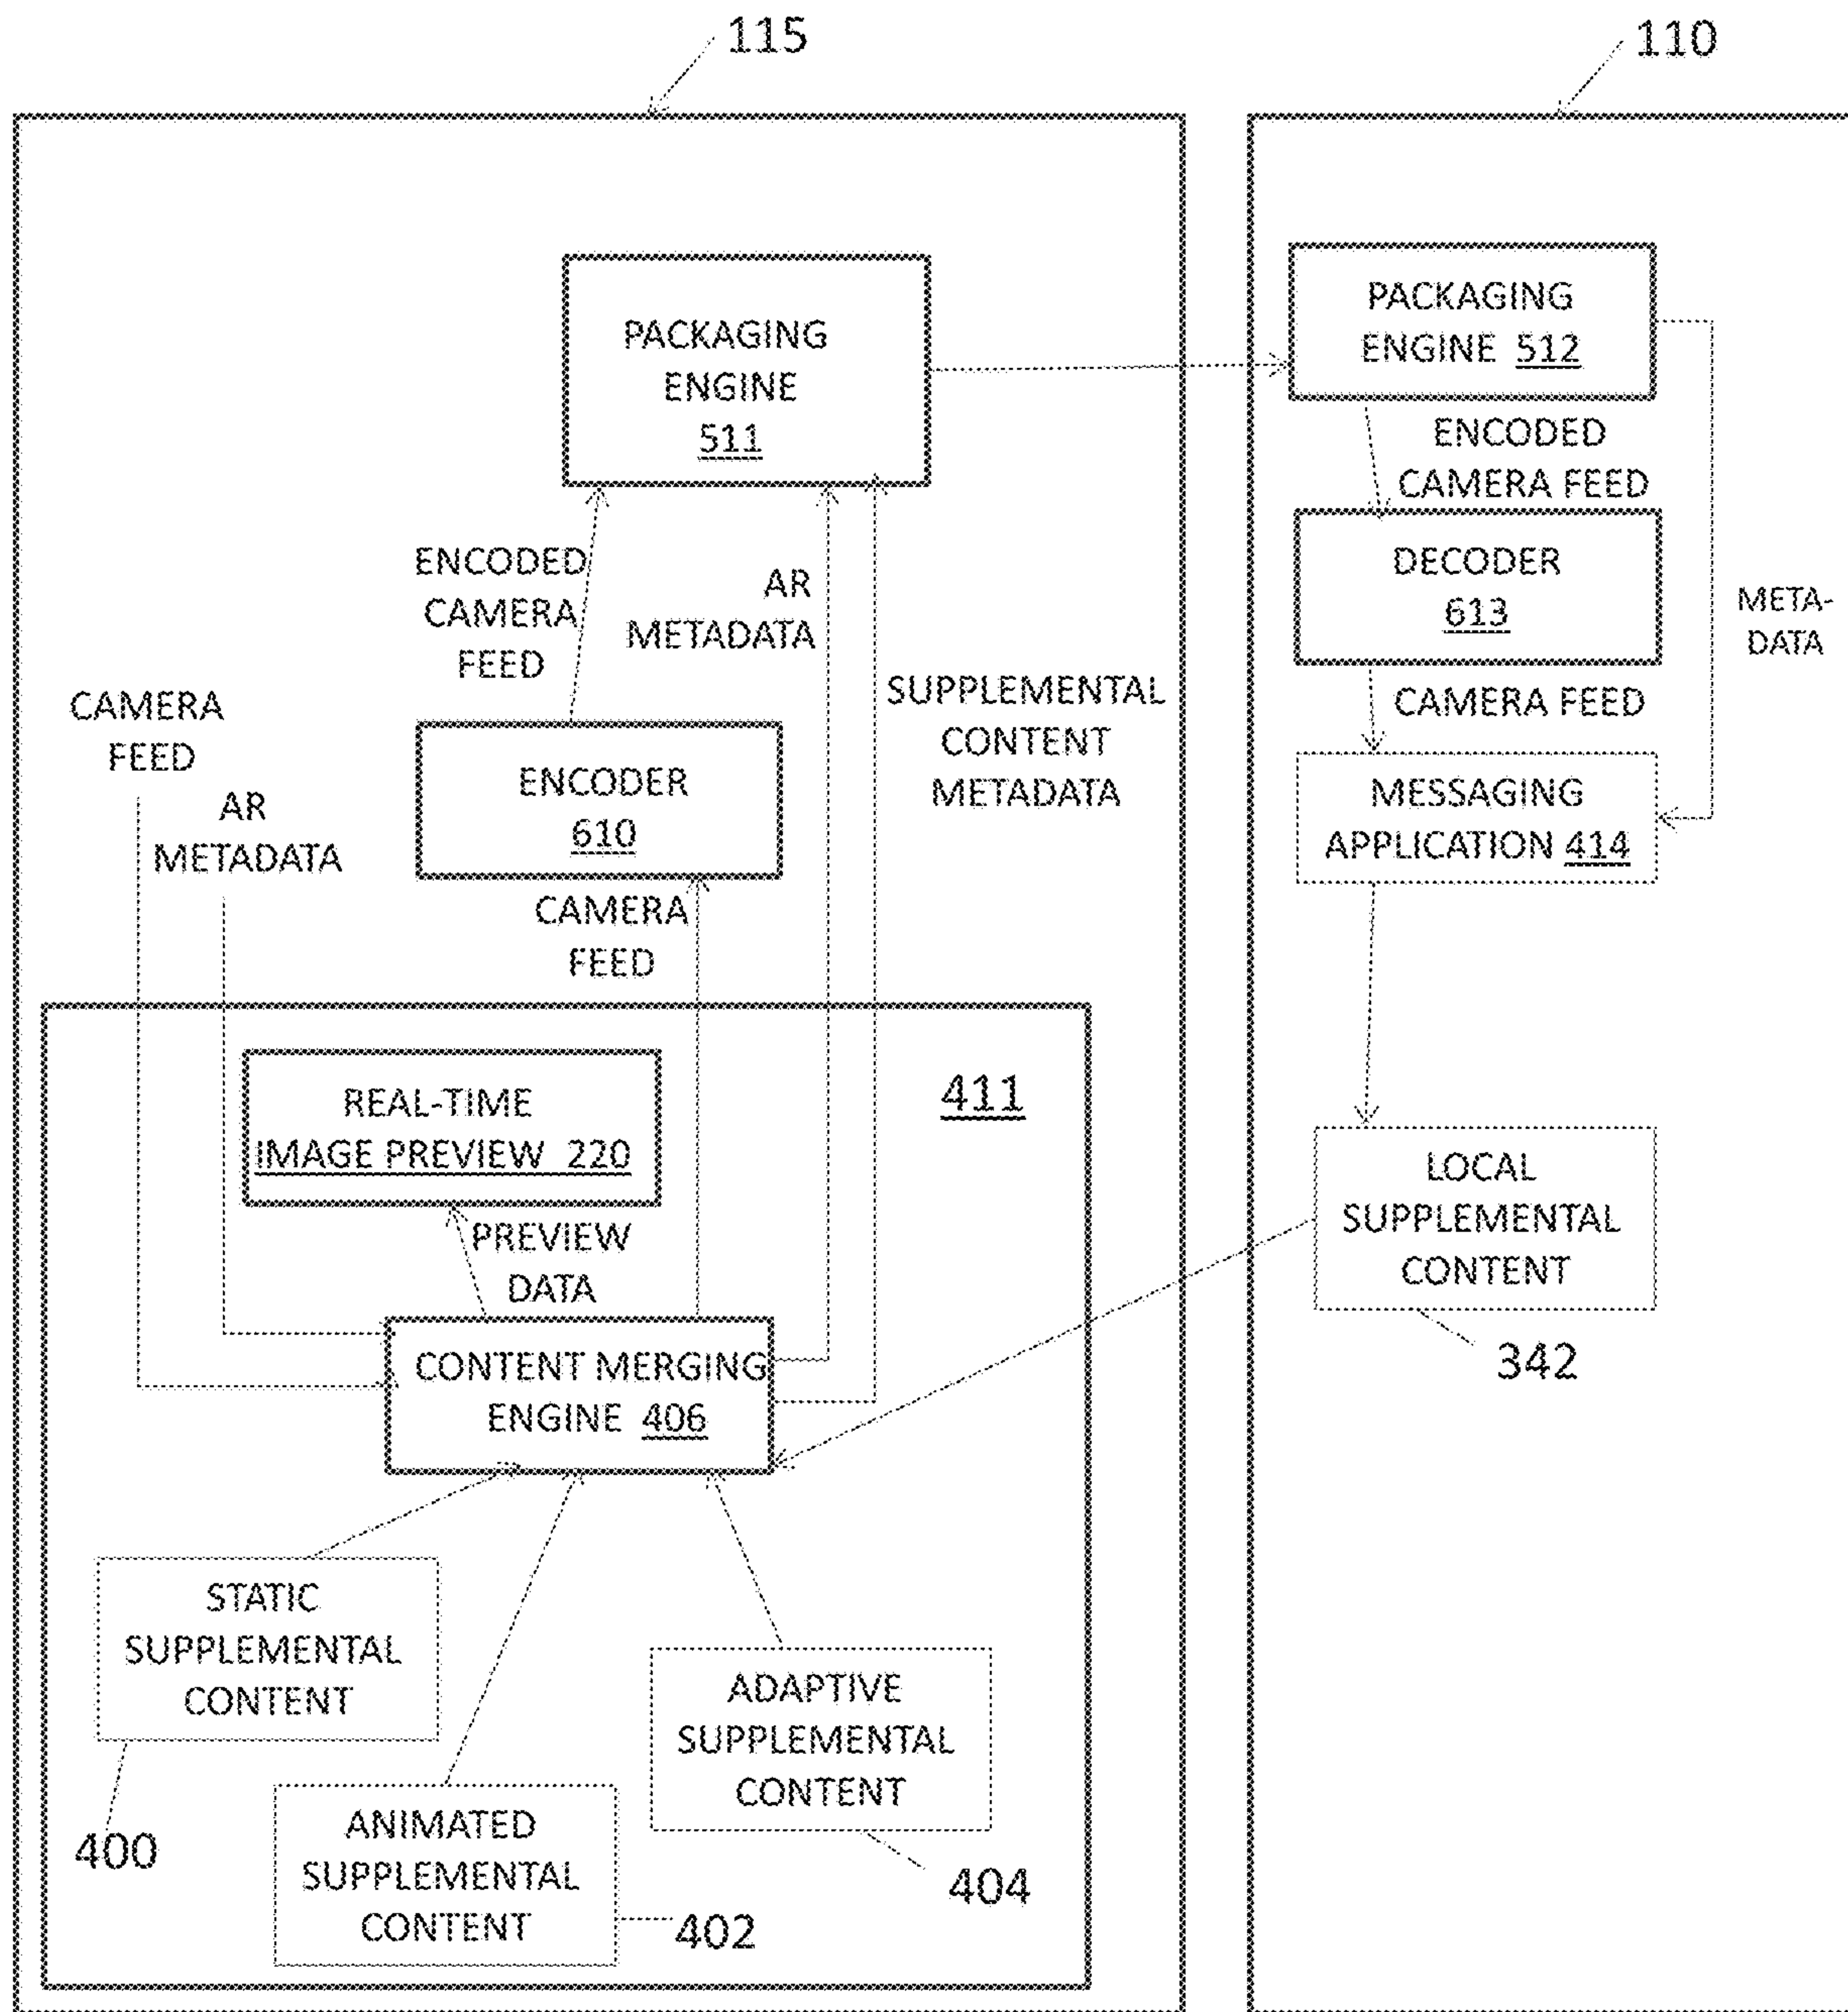 115
110
PACKAGING
ENGINE
511
PACKAGING
ENGINE 512
ENCODED
CAMERA FEED
DECODER
613
META-
DATA
CAMERA FEED
MESSAGING
APPLICATION 414
LOCAL
SUPPLEMENTAL
CONTENT
342
ENCODED
CAMERA
FEED
AR
METADATA
SUPPLEMENTAL
CONTENT
METADATA
CAMERA
FEED
AR
METADATA
ENCODER
610
CAMERA
FEED
411
REAL-TIME
IMAGE PREVIEW 220
PREVIEW
DATA
CONTENT MERGING
ENGINE 406
STATIC
SUPPLEMENTAL
CONTENT
400
ANIMATED
SUPPLEMENTAL
CONTENT
402
ADAPTIVE
SUPPLEMENTAL
CONTENT
404